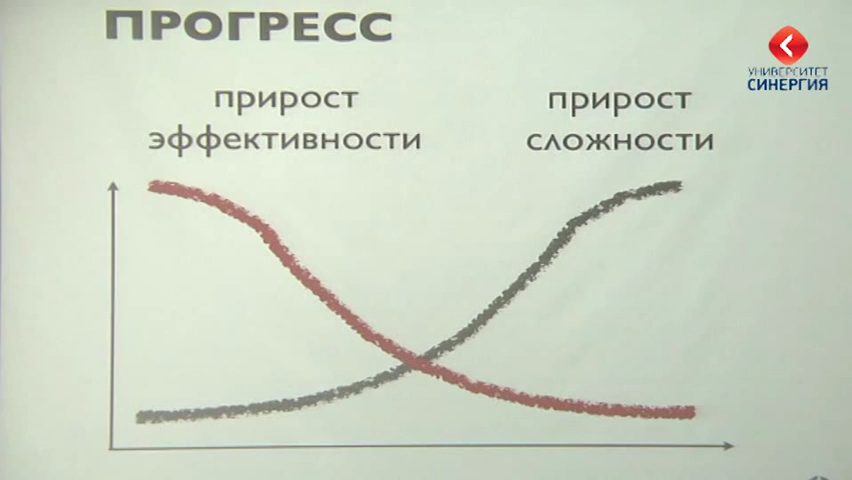 ПРОГРЕСС
УНИВЕРСИТЕТ
СИНЕРГИЯ
прирост
эффективности
прирост
сложности